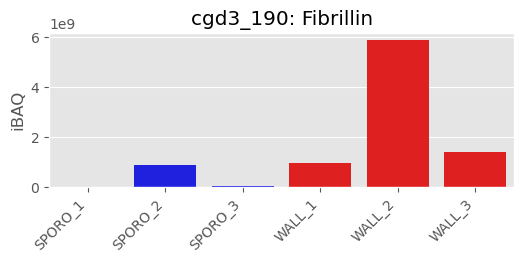 cgd3_190: Fibrillin
1e9
6
4
2
0
iBAQ
SPORO_1
SPORO_2
SPORO_3
WALL_1
WALL_2
WALL_3